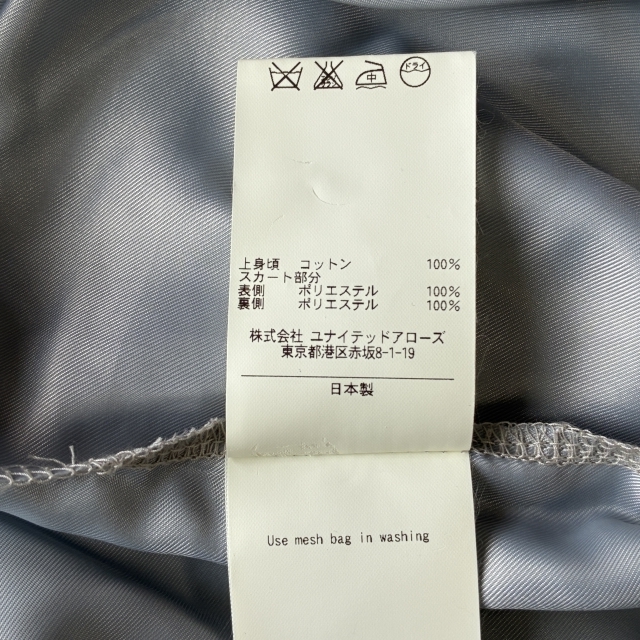 中 ドライ
上身頃 コットン 100%
スカート部分
表側 ポリエステル 100%
裏側 ポリエステル 100%
株式会社 ユナイテッドアローズ
東京都港区赤坂8-1-19
日本製
Use mesh bag in washing